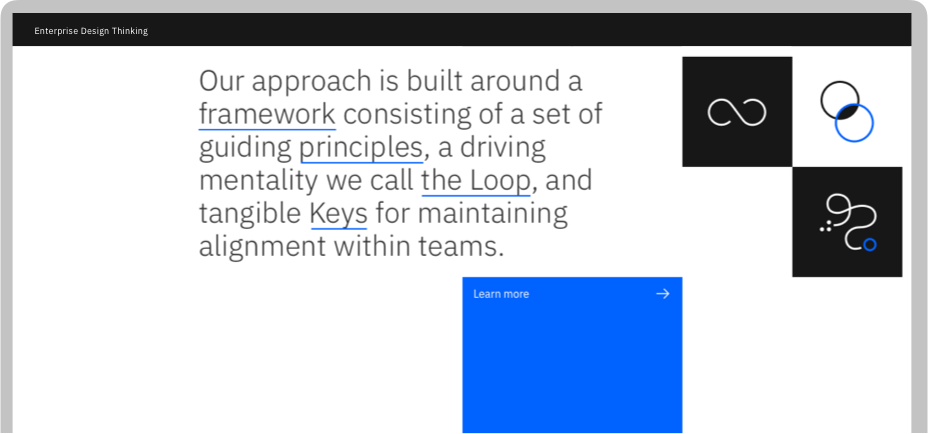 Enterprise Design Thinking
Our approach is built around a
framework consisting of a set of
guiding principles, a driving
mentality we call the Loop, and
tangible Keys for maintaining
alignment within teams.
Learn more